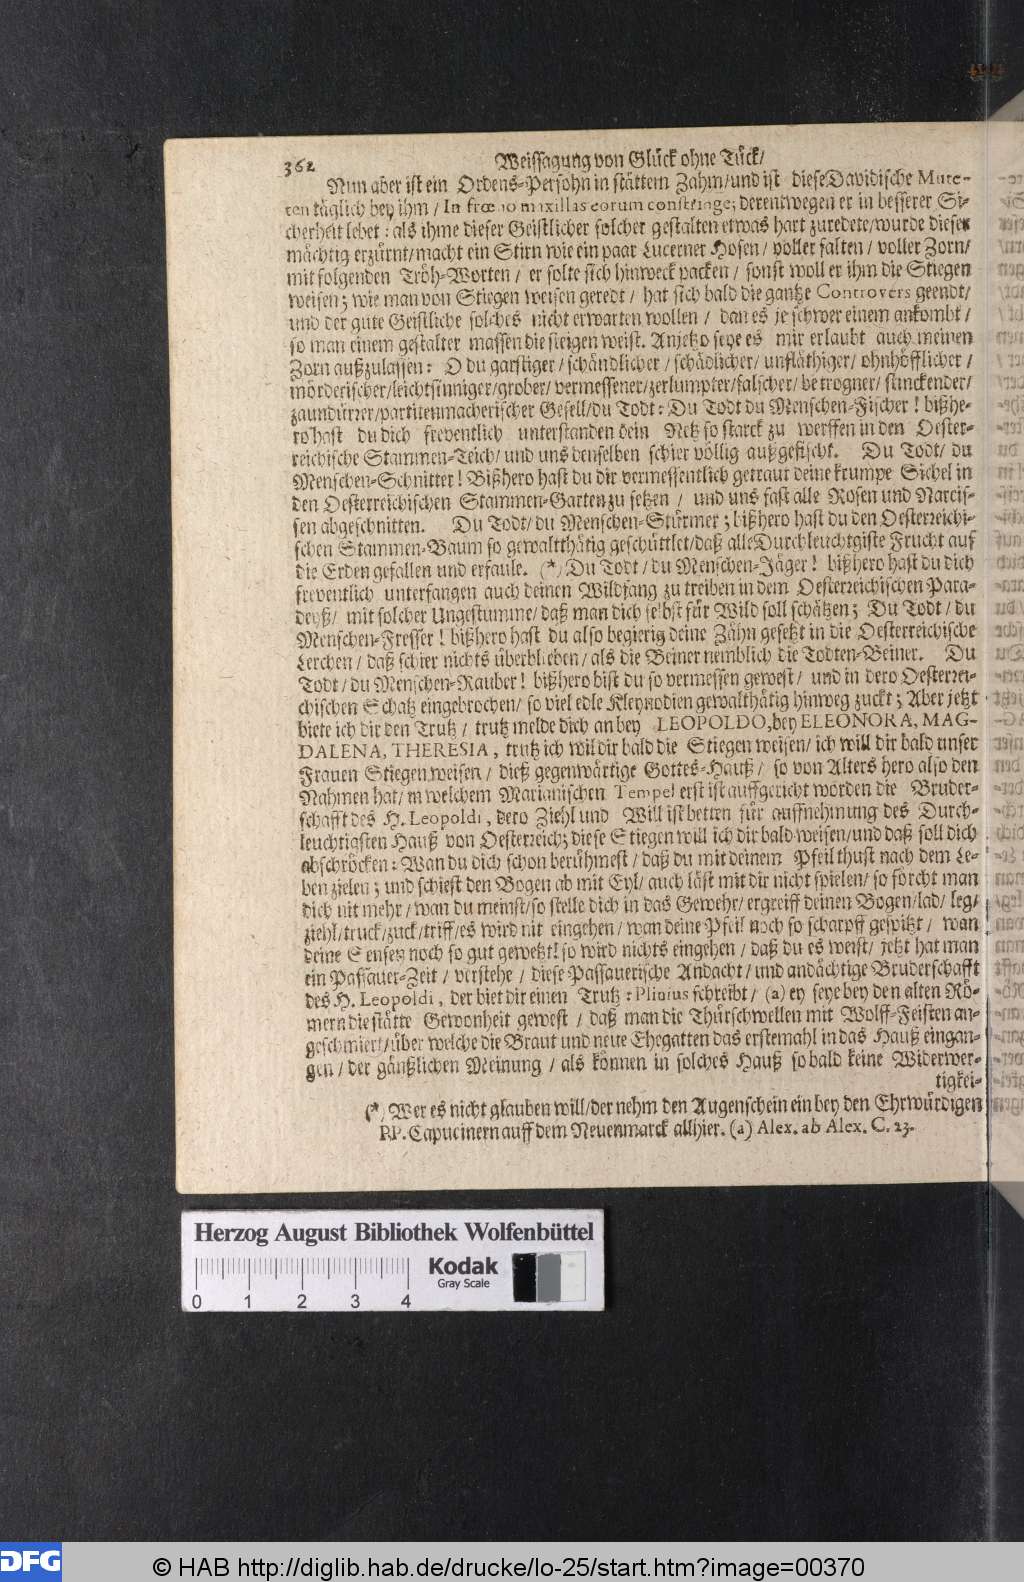 362
Weissagung von Glück ohne Tück/
Nun aber ist ein Ordens-Persohn in stättem Zahm/und ist diese Davidische Mute-
ten täglich bey ihm / In fræno maxillas eorum constringe; derentwegen er in besserer Si-
cherheit lebet: als ihme dieser Geistlicher solcher gestalten etwas hart zuredete/wurde dieser
mächtig erzürnt/macht ein Stirn wie ein paar Lucerner Hosen/ voller falten / voller Zorn/
mit folgenden Tröh-Worten / er solte sich hinweck packen / sonst woll er ihm die Stiegen
weisen; wie man von Stiegen weisen geredt / hat sich bald die gantze Controvers geendt/
und der gute Geistliche solches nicht erwarten wollen / dan es je schwer einem ankombt /
so man einem gestalter massen die steigen weist. Anjetzo seye es mir erlaubt auch meinen
Zorn außzulassen: O du garstiger/ schändlicher / schädlicher/ unfläthiger/ ohnhöfflicher /
mörderischer/leichtsinniger/grober/ vermessener/zerlumpter/falscher/ betrogner/ stinckender/
zaundürrer/partitenmacherischer Gesell/du Todt: Du Todt du Menschen-Fischer! bißhe-
ro hast du dich freventlich unterstanden dein Netz so starck zu werffen in den Oester-
reichische Stammen-Teich/ und uns denselben schier völlig außgefischt. Du Todt/ du
Menschen-Schnitter! Bißhero hast du dir vermessentlich getraut deine krumpe Sichel in
den Oesterreichischen Stammen-Garten zu setzen / und uns fast alle Rosen und Narcis-
sen abgeschnitten. Du Todt/ du Menschen-Stürmer; bißhero hast du den Oesterreichi-
schen Stammen-Baum so gewaltthätig geschüttlet/daß alle Durchleuchtgiste Frucht auf
die Erden gefallen und erfaule. (*) Du Todt / du Menschen-Jäger! bißhero hast du dich
freventlich unterfangen auch deinen Wildfang zu treiben in dem Oesterreichischen Para-
deyß/ mit solcher Ungestumme/ daß man dich selbst für Wild soll schätzen; Du Todt / du
Menschen-Fresser! bißhero hast du also begierig deine Zähn gesetzt in die Oesterreichische
Lerchen / daß schier nichts überblieben/ als die Beiner nemblich die Todten-Beiner. Du
Todt/ du Menschen-Rauber! bißhero bist du so vermessen gewest/ und in dero Oesterrei-
chischen Schatz eingebrochen/ so viel edle Kleynodien gewalthätig hinweg zuckt; Aber jetzt
biete ich dir den Trutz / trutz melde dich an bey LEOPOLDO, bey ELEONORA, MAG-
DALENA, THERESIA, trutz ich wil dir bald die Stiegen weisen/ ich will dir bald unser
Frauen Stiegen weisen / dieß gegenwärtige Gottes-Hauß / so von Alters hero also den
Nahmen hat/ in welchem Marianischen Tempel erst ist auffgericht worden die Bruder-
schafft des H. Leopoldi, dero Ziehl und Will ist betten für auffnehmung des Durch-
leuchtigsten Hauß von Oesterreich; diese Stiegen will ich dir bald weisen/und daß soll dich
abschröcken: Wan du dich schon berühmest / daß du mit deinem Pfeil thust nach dem Le-
ben zielen; und schiest den Bogen ab mit Eyl/ auch läst mit dir nicht spielen/ so förcht man
dich nit mehr/ wan du meinst/so stelle dich in das Gewehr/ ergreiff deinen Bogen/lad/ leg/
ziehl/truck/zuck/triff/es wird nit eingehen/ wan deine Pfeil noch so scharpff gespitzt / wan
deine Sensen noch so gut gewetzt! so wird nichts eingehen/ daß du es weist/ jetzt hat man
ein Passauer-Zeit / verstehe / diese Passauerische Andacht/ und andächtige Bruderschafft
des H. Leopoldi, der biet dir einen Trutz: Plinius schreibt/ (a) ey seye bey den alten Rö-
mern die stätte Gewonheit gewest / daß man die Thürschwellen mit Wolff-Feisten an-
geschmiert/über welche die Braut und neue Ehegatten das erstemahl in das Hauß eingan-
gen / der gäntzlichen Meinung / als können in solches Hauß sobald keine Widerwer-
tigkei-
(*) Wer es nicht glauben will/der nehm den Augenschein ein bey den Ehrwürdigen
RP. Capucinern auff dem Neuenmarck allhier. (a) Alex. ab Alex. C. 23.
Herzog August Bibliothek Wolfenbüttel
Kodak
Gray Scale
0 1 2 3 4
DFG
© HAB http://diglib.hab.de/drucke/lo-25/start.htm?image=00370